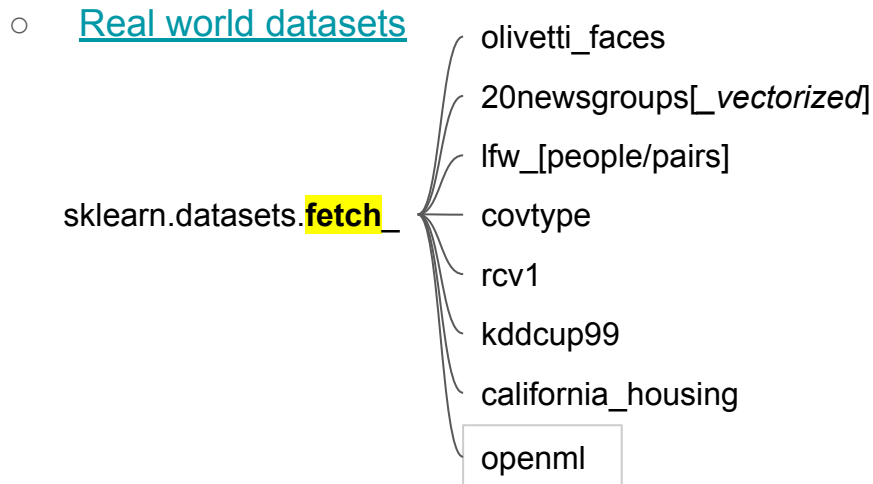 ○ Real world datasets
olivetti_faces
20newsgroups[_vectorized]
lfw_[people/pairs]
sklearn.datasets.fetch_
covtype
rcv1
kddcup99
california_housing
openml